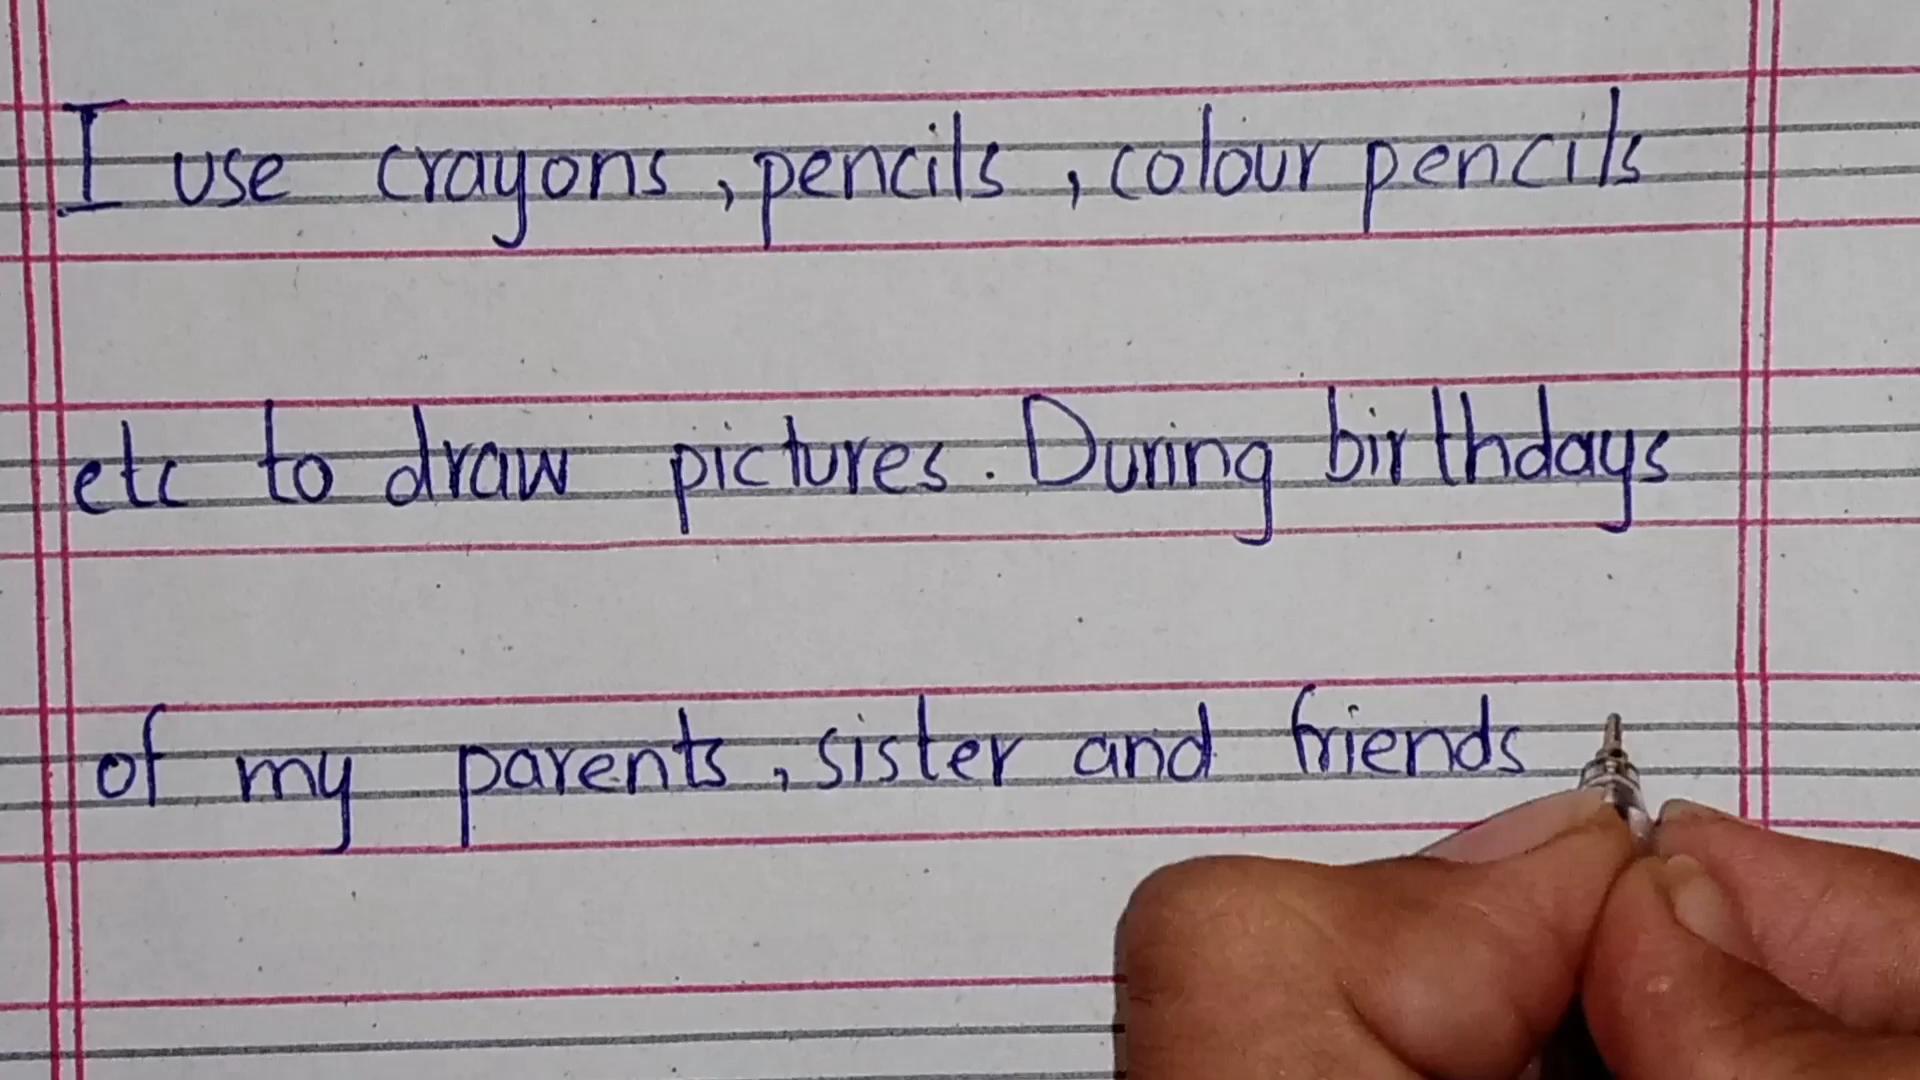 I use crayons, pencils, colour pencils
etc to draw pictures. During birthdays
of my parents, sister and friends